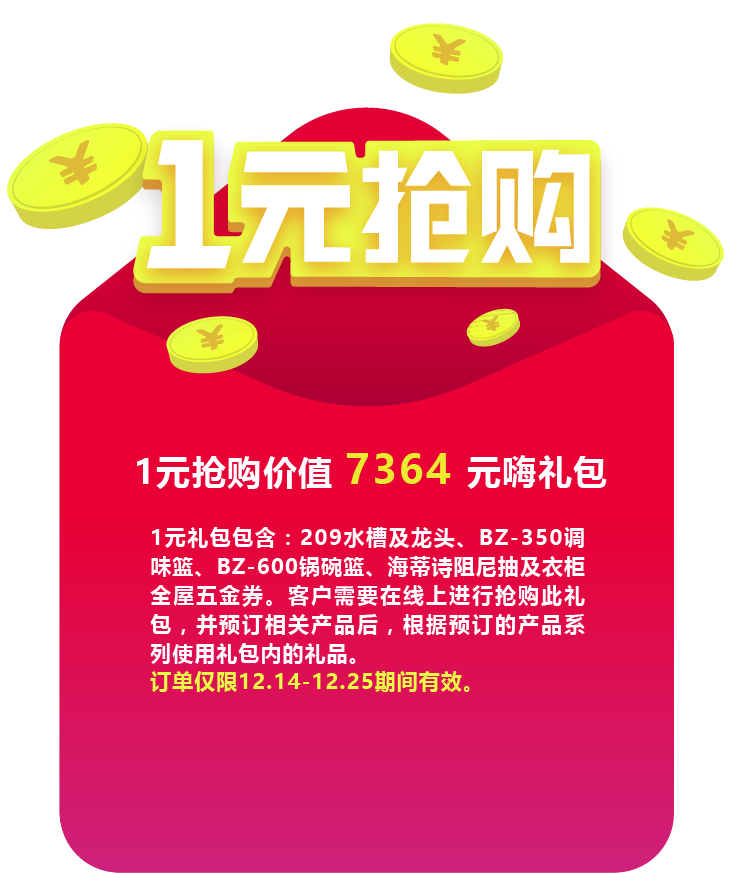 1元抢购
1元抢购价值 7364 元嗨礼包
1元礼包包含：209水槽及龙头、BZ-350调
味篮、BZ-600锅碗篮、海蒂诗阻尼抽及衣柜
全屋五金券。客户需要在线上进行抢购此礼
包，并预订相关产品后，根据预订的产品系
列使用礼包内的礼品。
订单仅限12.14-12.25期间有效。